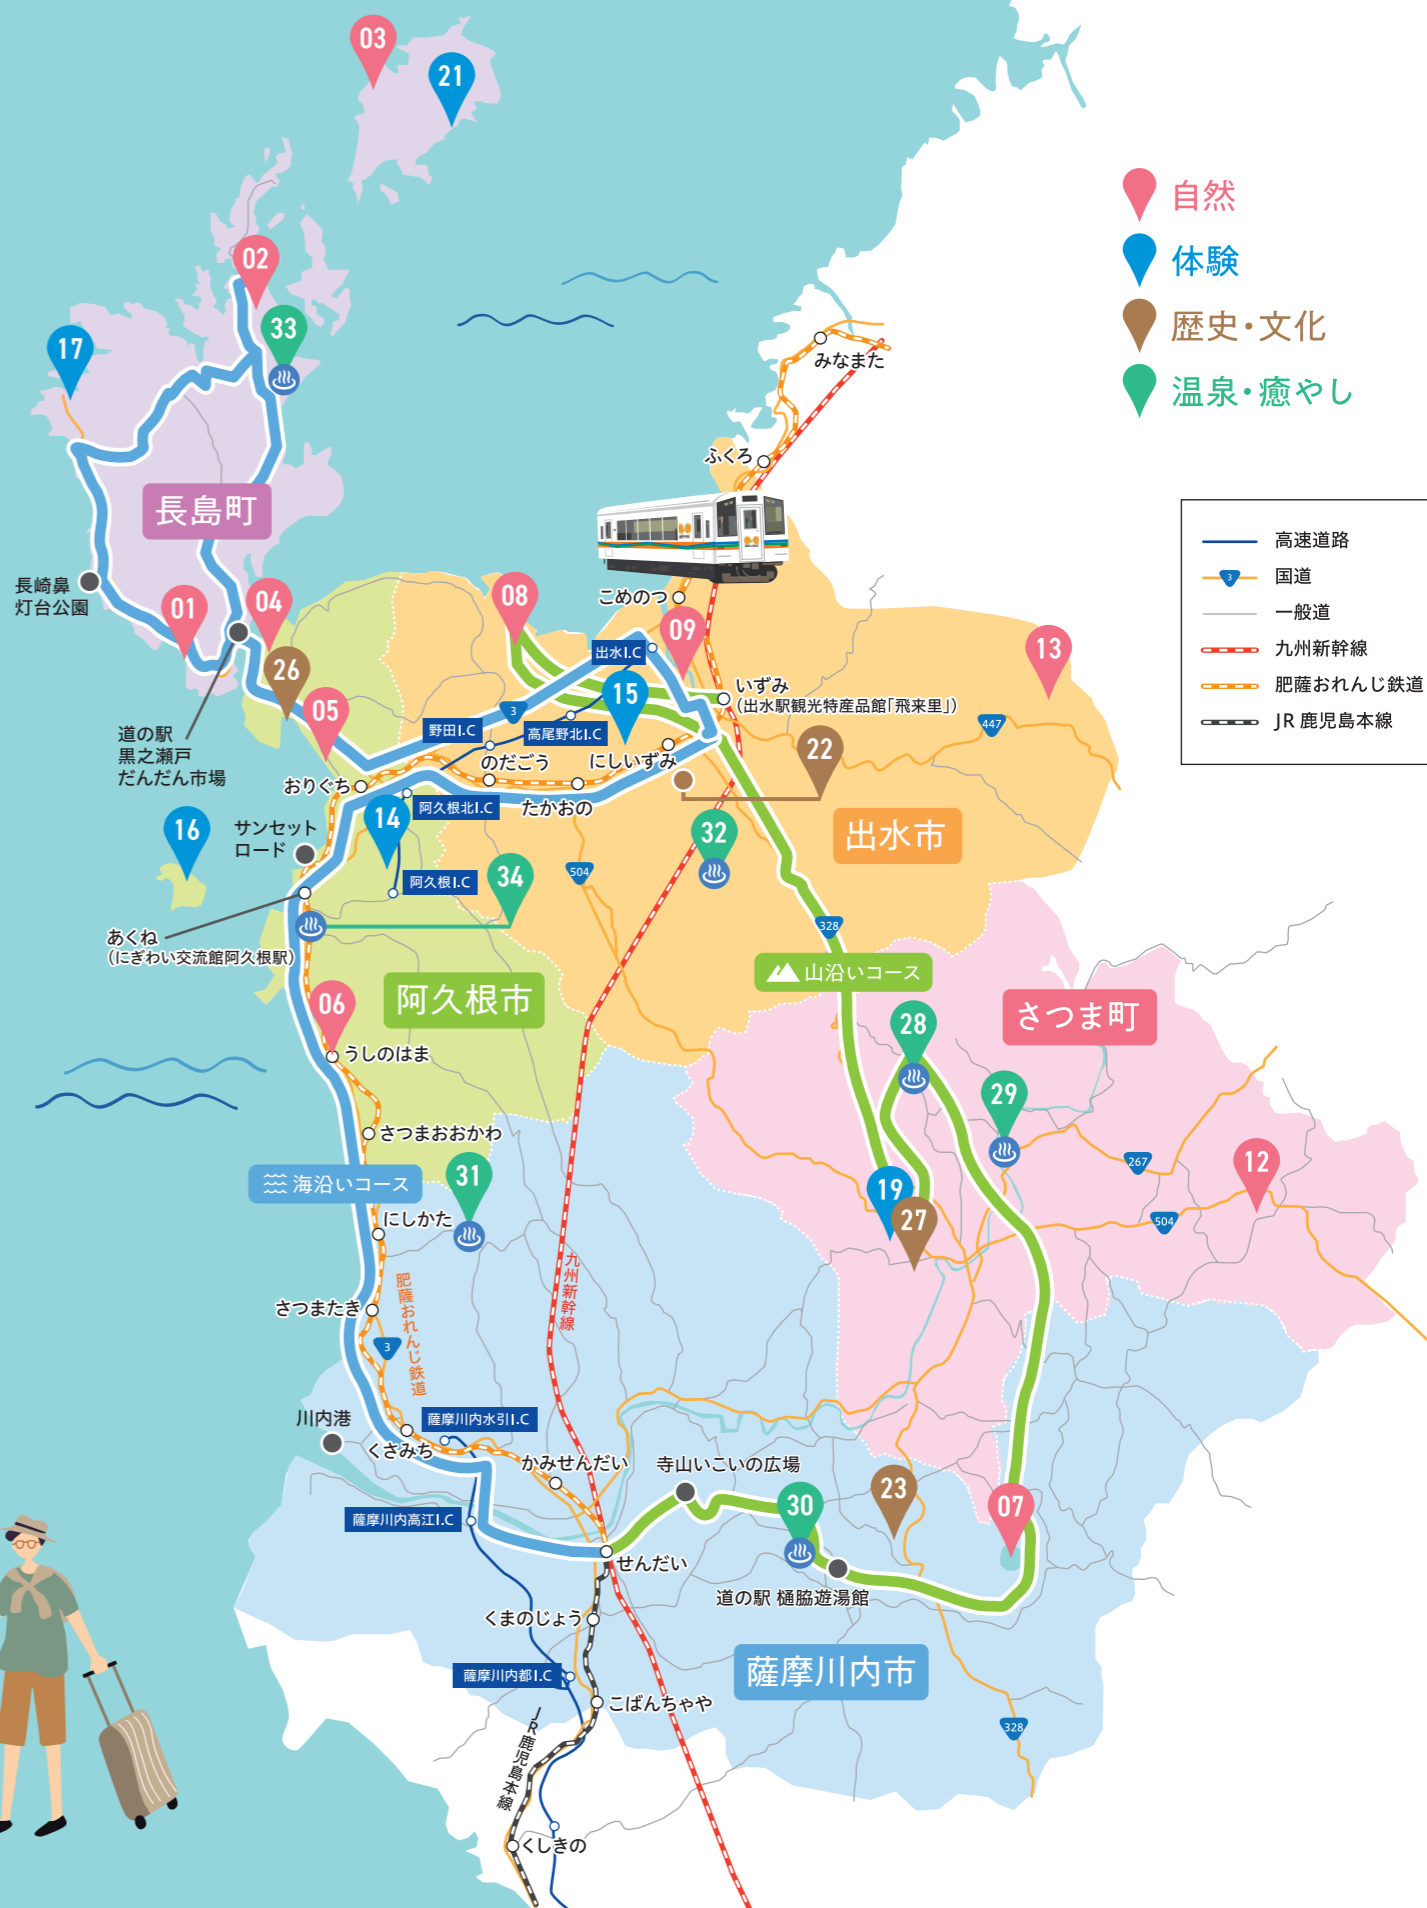 03
21
02
33
17
自然
体験
歴史・文化
温泉・癒やし
みなまた
ふくろ
長島町
高速道路
3
国道
一般道
九州新幹線
肥薩おれんじ鉄道
JR 鹿児島本線
長崎鼻
灯台公園
01
04
26
05
08
こめのつ
09
出水I.C
15
13
いずみ
(出水駅観光特産品館「飛来里」)
道の駅
黒之瀬戸
だんだん市場
3
野田I.C
高尾野北I.C
447
22
のだごう
にしいずみ
おりぐち
たかおの
阿久根北I.C
14
16
サンセット
ロード
32
出水市
504
34
阿久根I.C
あくね
(にぎわい交流館阿久根駅)
328
山沿いコース
阿久根市
さつま町
06
28
うしのはま
29
さつまおおかわ
267
12
31
海沿いコース
19
27
504
にしかた
九州新幹線
肥薩おれんじ鉄道
さつまたき
3
川内港
薩摩川内水引I.C
くさみち
かみせんだい
寺山いこいの広場
23
30
07
薩摩川内高江I.C
せんだい
道の駅 樋脇遊湯館
くまのじょう
薩摩川内都I.C
薩摩川内市
こばんちゃや
328
JR鹿児島本線
くしきの